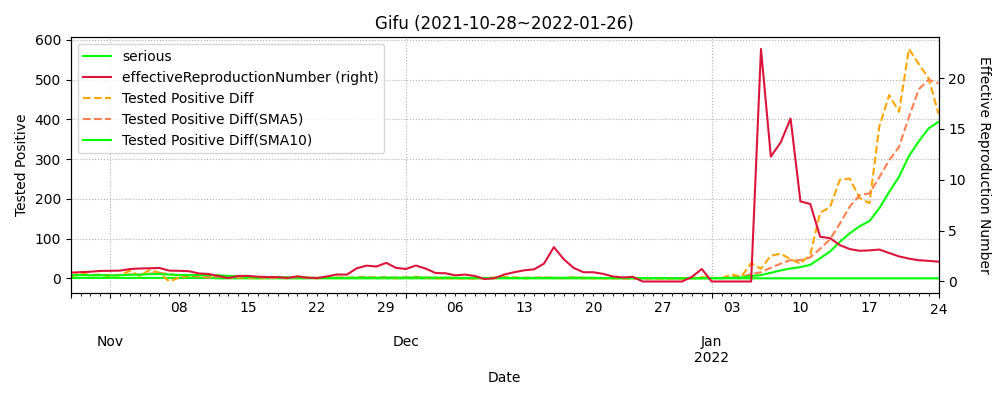 Gifu (2021-10-28~2022-01-26)
serious
effectiveReproductionNumber (right)
Tested Positive Diff
Tested Positive Diff(SMA5)
Tested Positive Diff(SMA10)
Tested Positive
600
500
400
300
200
100
0
Effective Reproduction Number
20
15
10
5
0
08 15 22 29 06 13 20 27 03 10 17 24
Nov Dec Jan
2022
Date